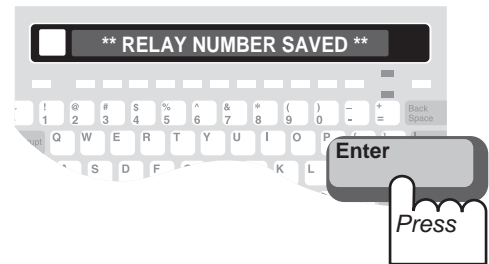 ** RELAY NUMBER SAVED **
! @ # $ % ^ & * ( ) – + Back
1 2 3 4 5 6 7 8 9 0 - = Space
Q W E R T Y U I O P
Enter
S D F K L
Press